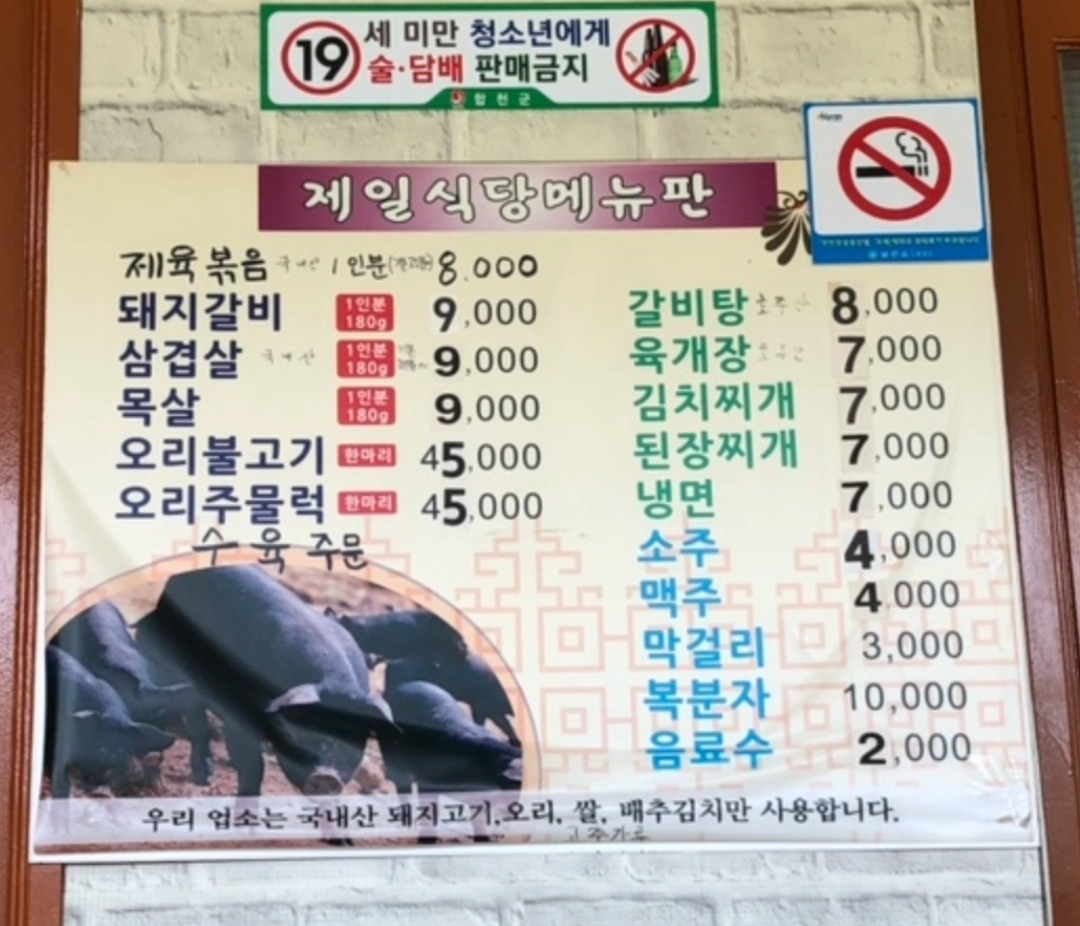 19 세 미만 청소년에게
술·담배 판매금지
합천군
제일식당메뉴판
제육볶음 국내산 1인분 8.000
돼지갈비 1인분 180g 9,000
삼겹살 국내산 1인분 180g 9,000
목살 1인분 180g 9,000
오리불고기 한마리 45,000
오리주물럭 한마리 45,000
수육 주문
갈비탕 호주산 8,000
육개장 7,000
김치찌개 7,000
된장찌개 7,000
냉면 7,000
소주 4,000
맥주 4,000
막걸리 3,000
복분자 10,000
음료수 2,000
우리 업소는 국내산 돼지고기,오리, 쌀, 배추김치만 사용합니다.
고추가루